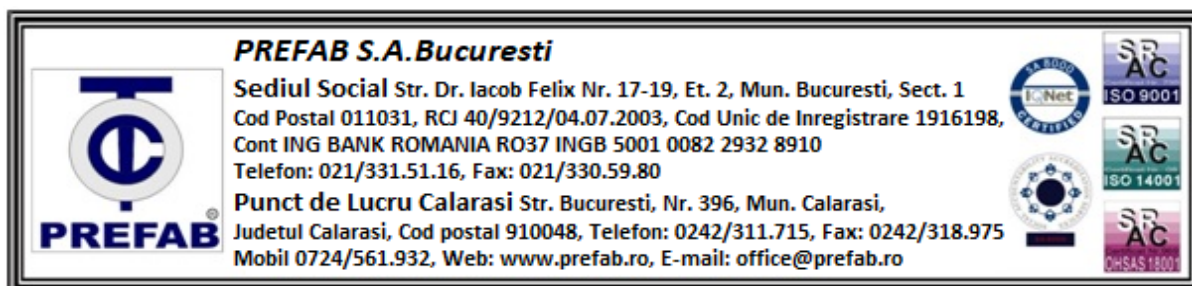 PREFAB S.A.Bucuresti
Sediul Social Str. Dr. Iacob Felix Nr. 17-19, Et. 2, Mun. Bucuresti, Sect. 1
Cod Postal 011031, RCJ 40/9212/04.07.2003, Cod Unic de Inregistrare 1916198,
Cont ING BANK ROMANIA RO37 INGB 5001 0082 2932 8910
Telefon: 021/331.51.16, Fax: 021/330.59.80
Punct de Lucru Calarasi Str. Bucuresti, Nr. 396, Mun. Calarasi,
Judetul Calarasi, Cod postal 910048, Telefon: 0242/311.715, Fax: 0242/318.975
Mobil 0724/561.932, Web: www.prefab.ro, E-mail: office@prefab.ro
PREFAB®
SA 8000
IQNet
CERTIFIED
SRAC
ISO 9001
SRAC
ISO 14001
SRAC
OHSAS 18001